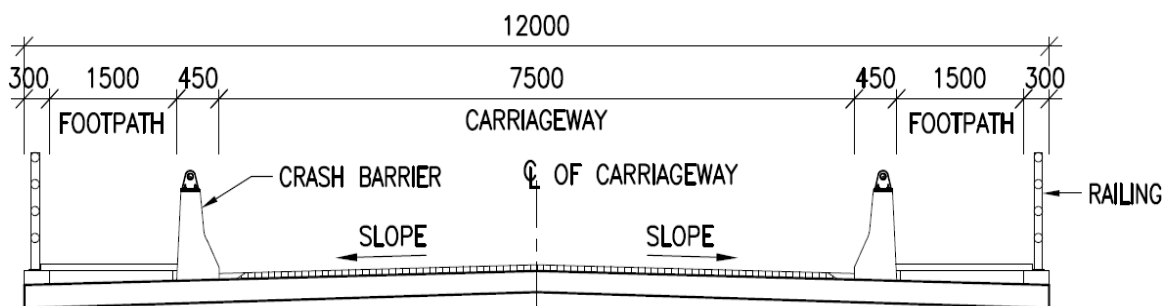 12000
300 1500 450 7500 450 1500 300
FOOTPATH CARRIAGEWAY FOOTPATH
CRASH BARRIER ℄ OF CARRIAGEWAY
RAILING
SLOPE SLOPE